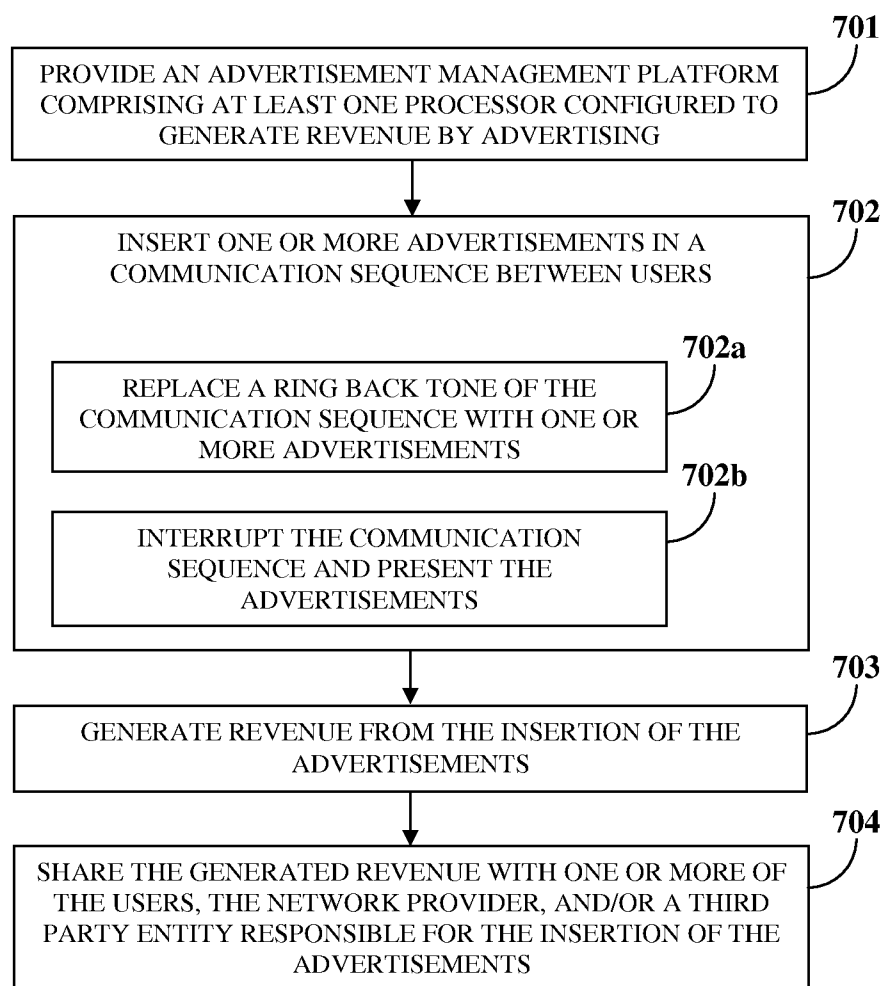 701
PROVIDE AN ADVERTISEMENT MANAGEMENT PLATFORM
COMPRISING AT LEAST ONE PROCESSOR CONFIGURED TO
GENERATE REVENUE BY ADVERTISING
702
INSERT ONE OR MORE ADVERTISEMENTS IN A
COMMUNICATION SEQUENCE BETWEEN USERS
702a
REPLACE A RING BACK TONE OF THE
COMMUNICATION SEQUENCE WITH ONE OR
MORE ADVERTISEMENTS
702b
INTERRUPT THE COMMUNICATION
SEQUENCE AND PRESENT THE
ADVERTISEMENTS
703
GENERATE REVENUE FROM THE INSERTION OF THE
ADVERTISEMENTS
704
SHARE THE GENERATED REVENUE WITH ONE OR MORE OF
THE USERS, THE NETWORK PROVIDER, AND/OR A THIRD
PARTY ENTITY RESPONSIBLE FOR THE INSERTION OF THE
ADVERTISEMENTS